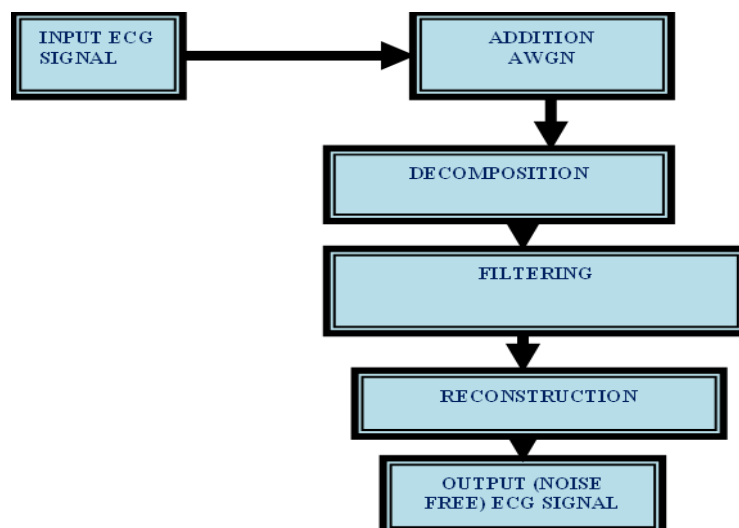 INPUT ECG
SIGNAL
ADDITION
AWGN
DECOMPOSITION
FILTERING
RECONSTRUCTION
OUTPUT (NOISE
FREE) ECG SIGNAL